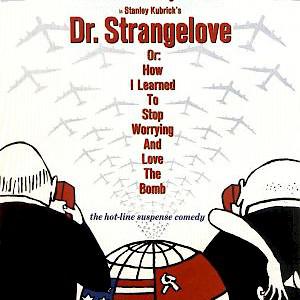 in Stanley Kubrick's
Dr. Strangelove
Or:
How
I Learned
To
Stop
Worrying
And
Love
The
Bomb
the hot-line suspense comedy